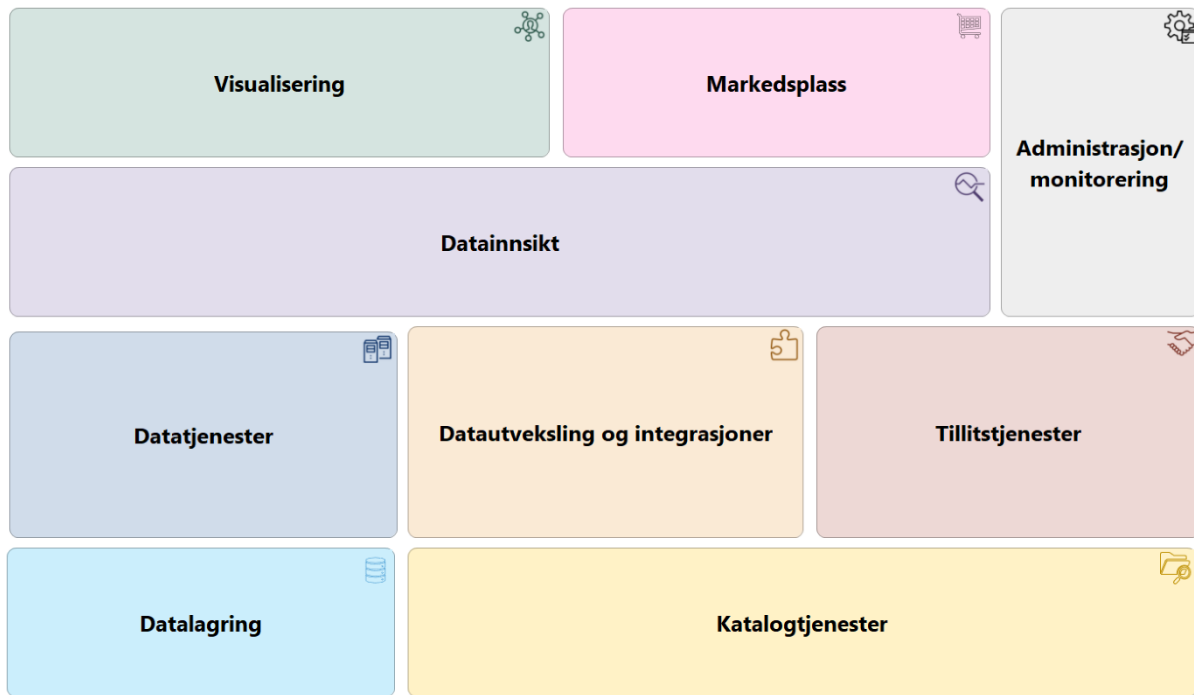 Visualisering
Markedsplass
Administrasjon/
monitorering
Datainnsikt
Datatjenester
Datautveksling og integrasjoner
Tillitstjenester
Datalagring
Katalogtjenester